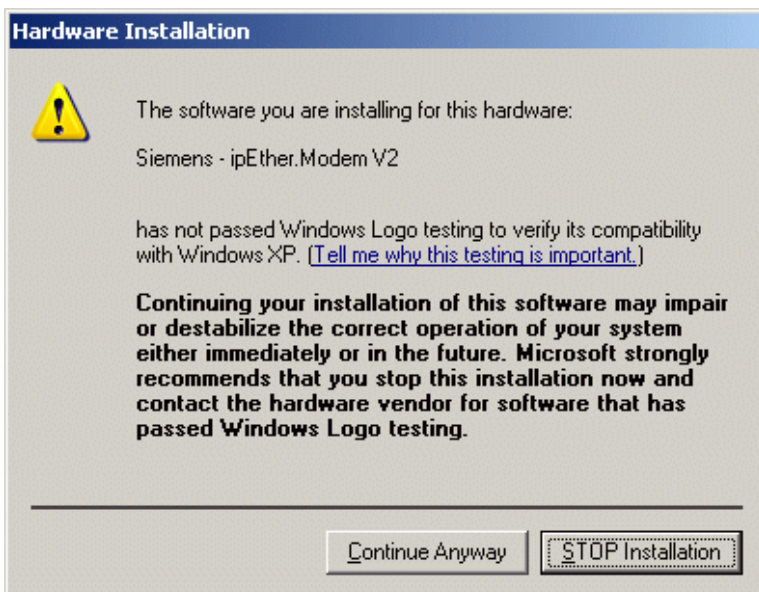 Hardware Installation
The software you are installing for this hardware:
Siemens - ipEther.Modem V2
has not passed Windows Logo testing to verify its compatibility
with Windows XP. (Tell me why this testing is important.)
Continuing your installation of this software may impair
or destabilize the correct operation of your system
either immediately or in the future. Microsoft strongly
recommends that you stop this installation now and
contact the hardware vendor for software that has
passed Windows Logo testing.
Continue Anyway
STOP Installation